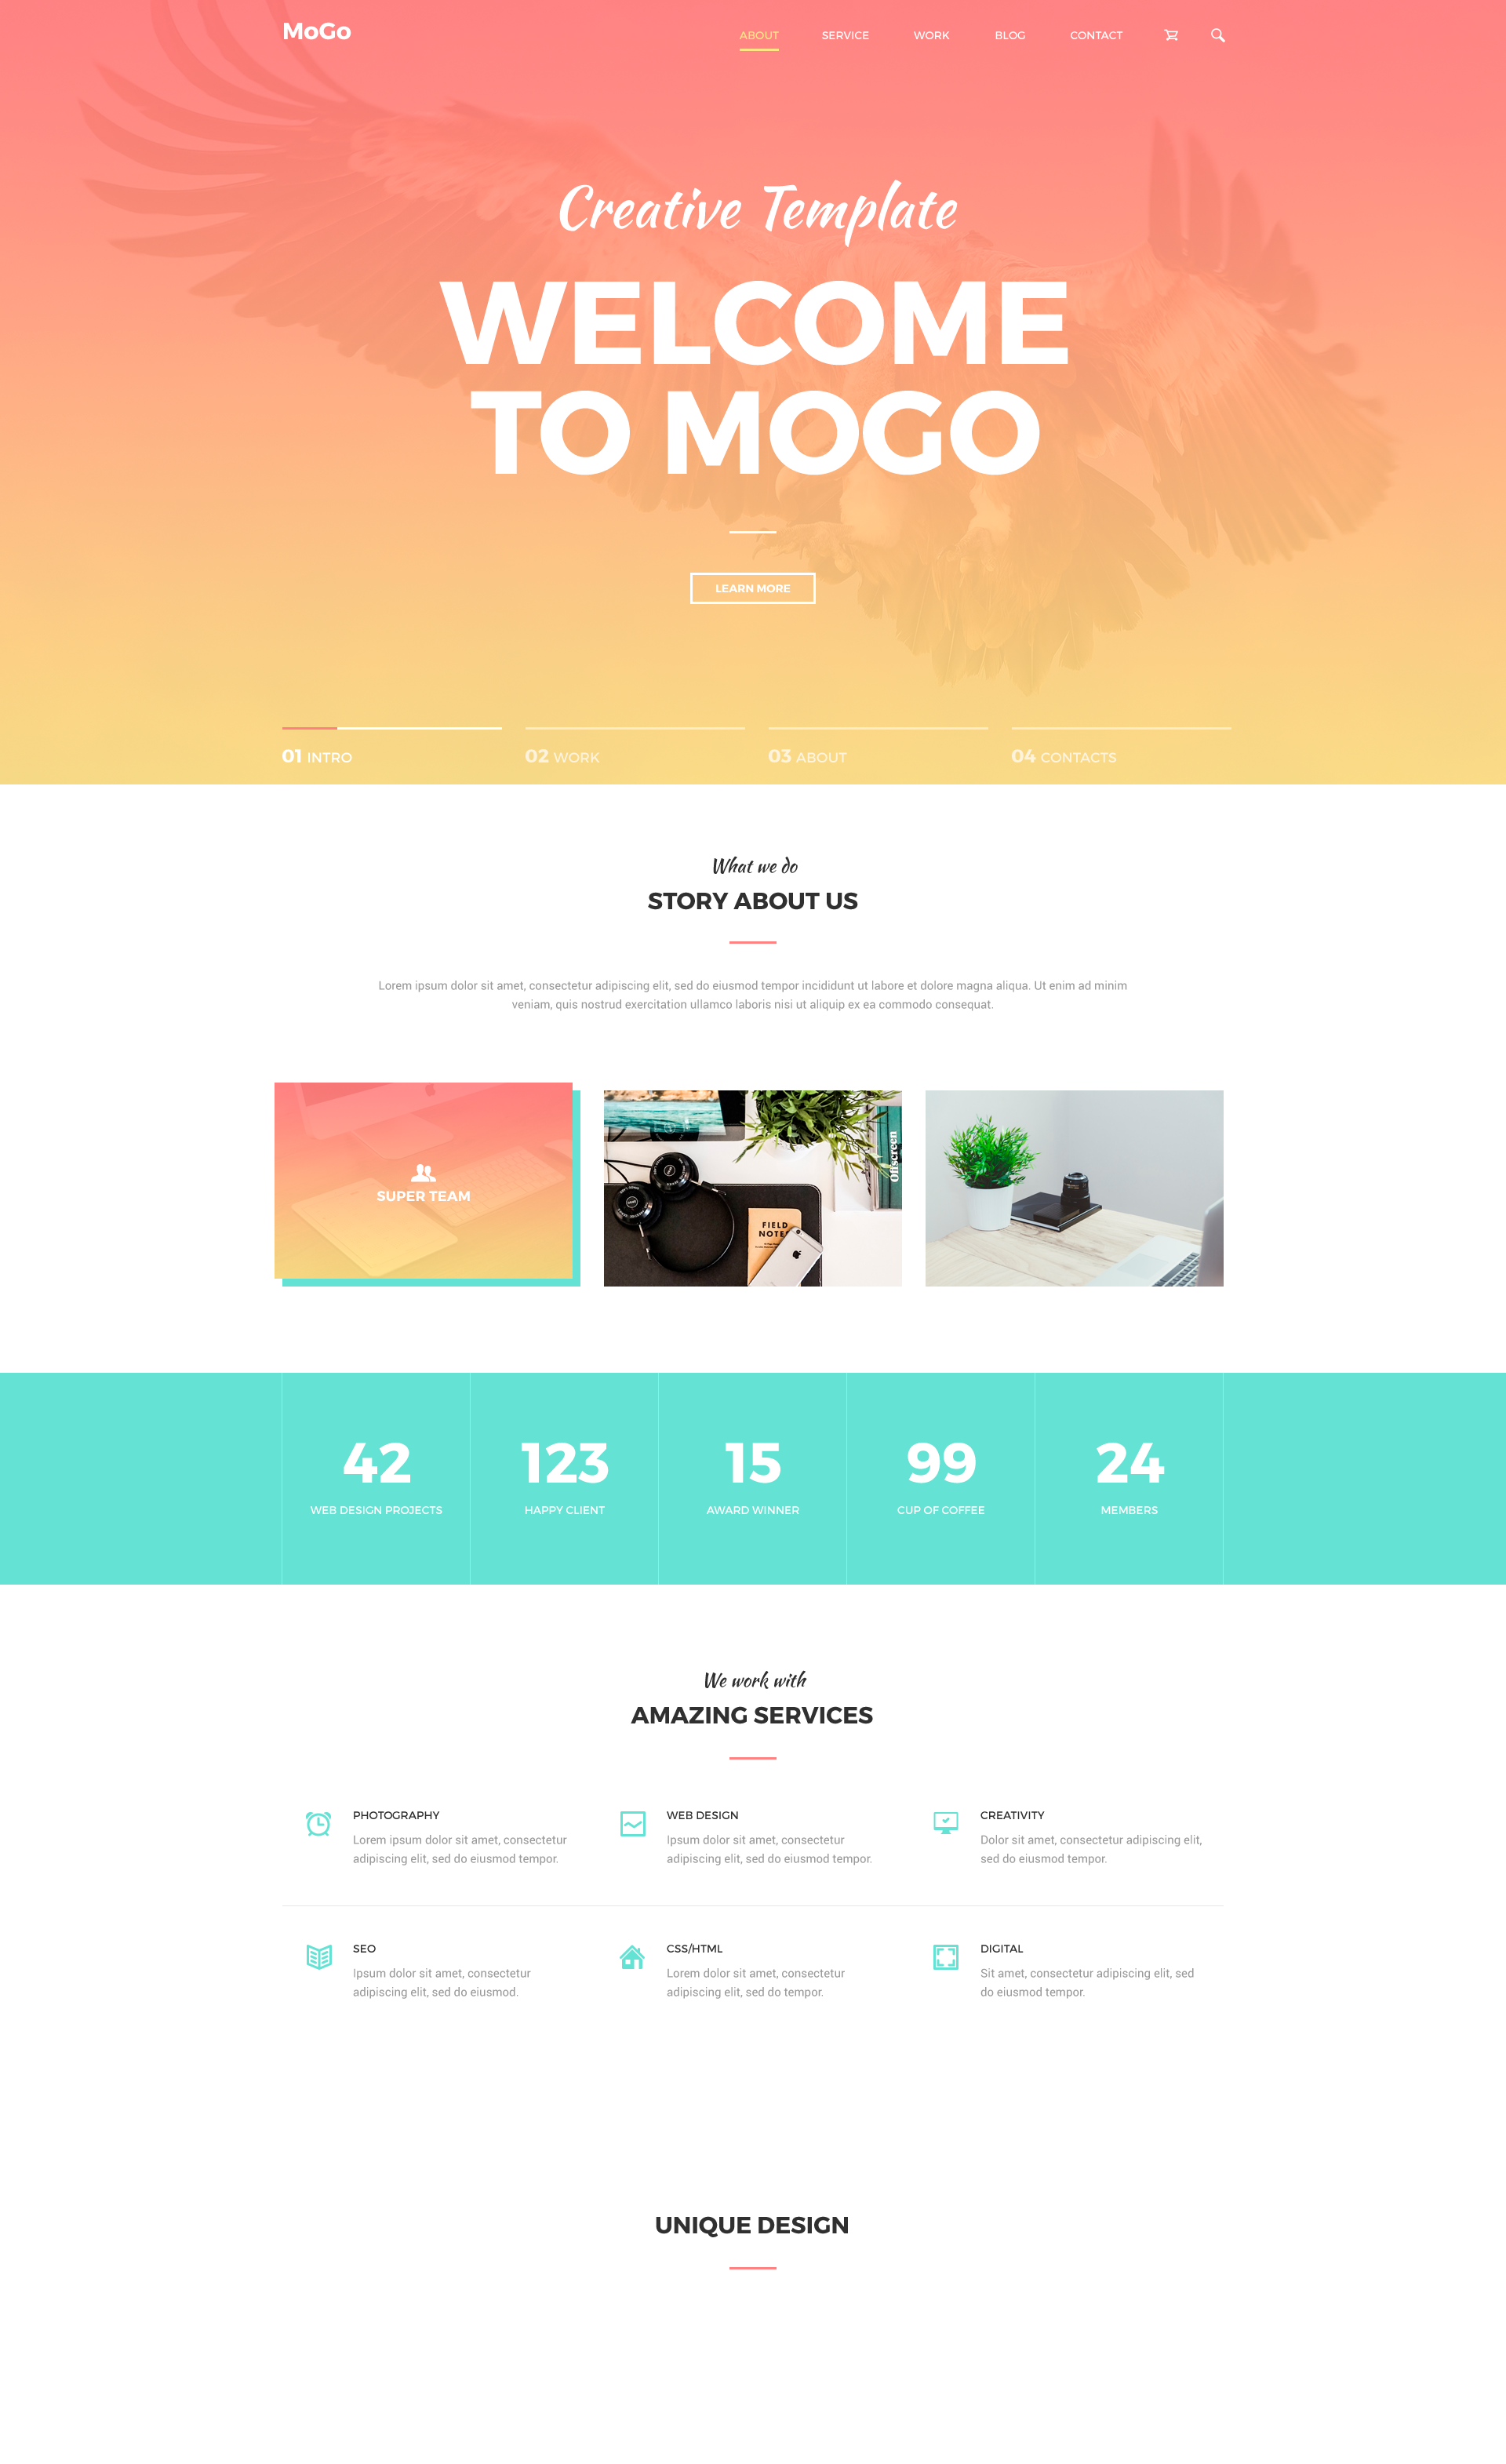 MoGo
ABOUT SERVICE WORK BLOG CONTACT
Creative Template
WELCOME
TO MOGO
LEARN MORE
01 INTRO
02 WORK
03 ABOUT
04 CONTACTS
What we do
STORY ABOUT US
Lorem ipsum dolor sit amet, consectetur adipiscing elit, sed do eiusmod tempor incididunt ut labore et dolore magna aliqua. Ut enim ad minim
veniam, quis nostrud exercitation ullamco laboris nisi ut aliquip ex ea commodo consequat.
SUPER TEAM
Offscreen
FIELD
42
WEB DESIGN PROJECTS
123
HAPPY CLIENT
15
AWARD WINNER
99
CUP OF COFFEE
24
MEMBERS
We work with
AMAZING SERVICES
PHOTOGRAPHY
Lorem ipsum dolor sit amet, consectetur
adipiscing elit, sed do eiusmod tempor.
WEB DESIGN
Ipsum dolor sit amet, consectetur
adipiscing elit, sed do eiusmod tempor.
CREATIVITY
Dolor sit amet, consectetur adipiscing elit,
sed do eiusmod tempor.
SEO
Ipsum dolor sit amet, consectetur
adipiscing elit, sed do eiusmod.
CSS/HTML
Lorem dolor sit amet, consectetur
adipiscing elit, sed do tempor.
DIGITAL
Sit amet, consectetur adipiscing elit, sed
do eiusmod tempor.
UNIQUE DESIGN